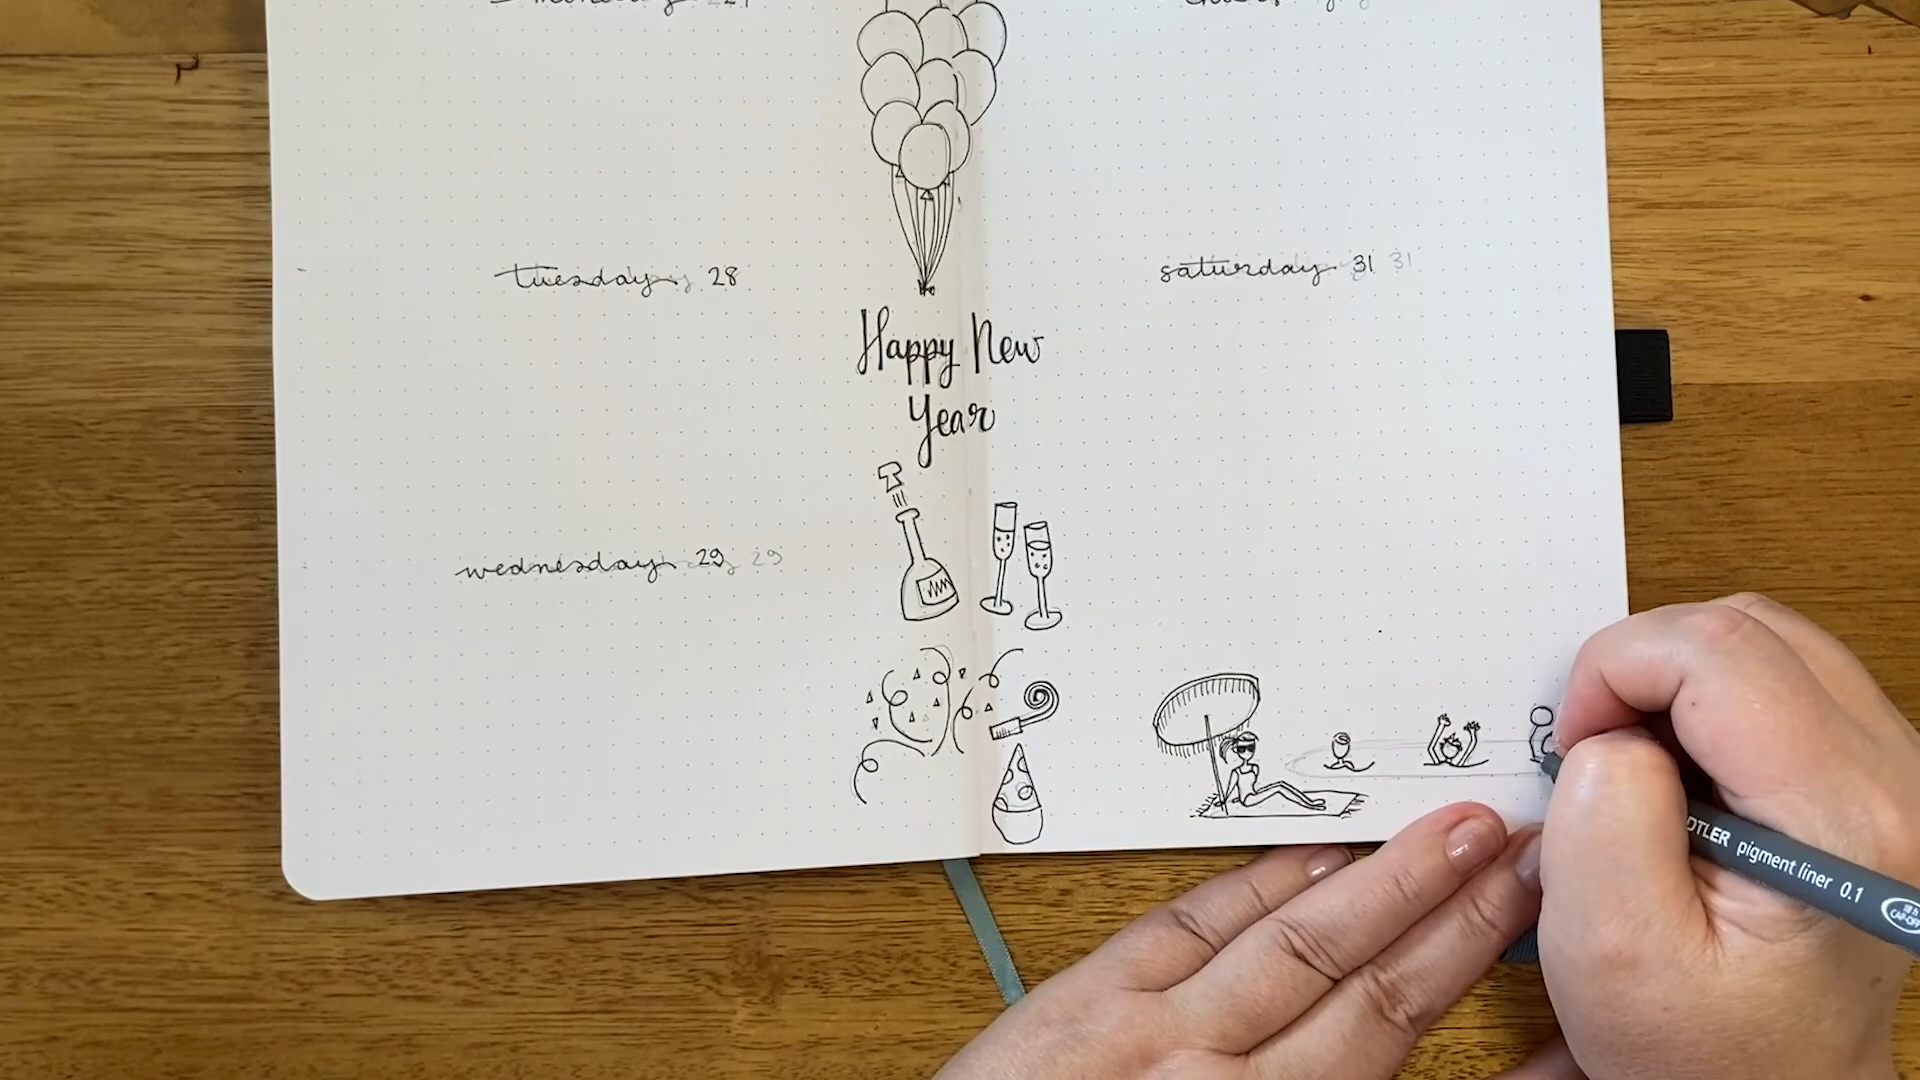 tuesday 28
wednesday 29 29
Happy New
Year
saturday 31 31
pigment liner 0.1